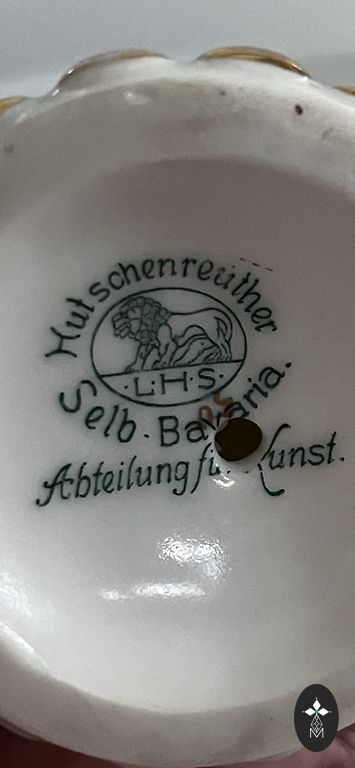 Hutschenreuther
L·H·S·
Selb-Bavaria.
Abteilung für Kunst.
M